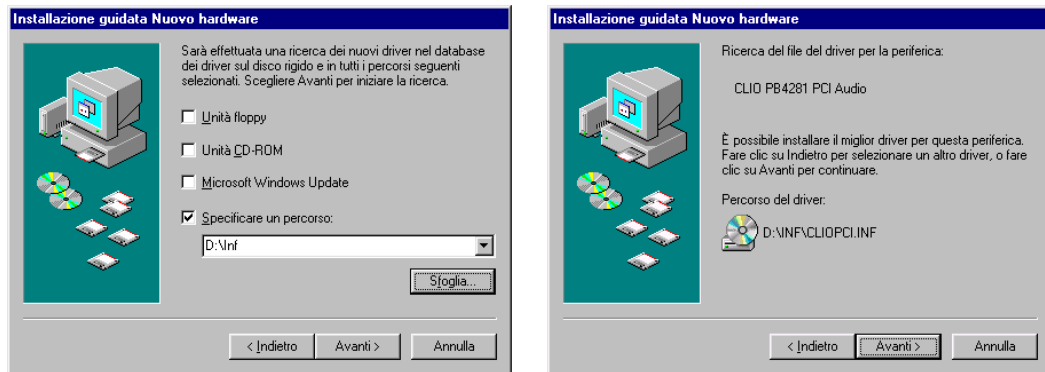 Installazione guidata Nuovo hardware
Sarà effettuata una ricerca dei nuovi driver nel database
dei driver sul disco rigido e in tutti i percorsi seguenti
selezionati. Scegliere Avanti per iniziare la ricerca.
Unità floppy
Unità CD-ROM
Microsoft Windows Update
Specificare un percorso:
D:\Inf
Sfoglia...
< Indietro
Avanti >
Annulla
Installazione guidata Nuovo hardware
Ricerca del file del driver per la periferica:
CLIO PB4281 PCI Audio
È possibile installare il miglior driver per questa periferica.
Fare clic su Indietro per selezionare un altro driver, o fare
clic su Avanti per continuare.
Percorso del driver:
D:\INF\CLIOPCI.INF
< Indietro
Avanti >
Annulla